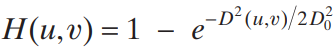 H(u,v) = 1 − e^{−D²(u,v)/2D₀²}